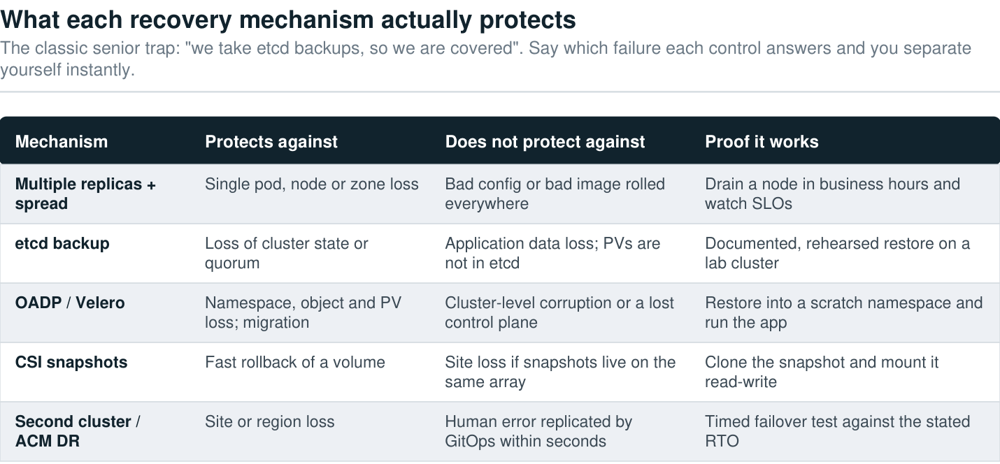 What each recovery mechanism actually protects
The classic senior trap: "we take etcd backups, so we are covered". Say which failure each control answers and you separate
yourself instantly.
Mechanism Protects against Does not protect against Proof it works
Multiple replicas + Single pod, node or zone loss Bad config or bad image rolled Drain a node in business hours and
spread everywhere watch SLOs
etcd backup Loss of cluster state or Application data loss; PVs are Documented, rehearsed restore on a
quorum not in etcd lab cluster
OADP / Velero Namespace, object and PV Cluster-level corruption or a lost Restore into a scratch namespace and
loss; migration control plane run the app
CSI snapshots Fast rollback of a volume Site loss if snapshots live on the Clone the snapshot and mount it
same array read-write
Second cluster / Site or region loss Human error replicated by Timed failover test against the stated
ACM DR GitOps within seconds RTO